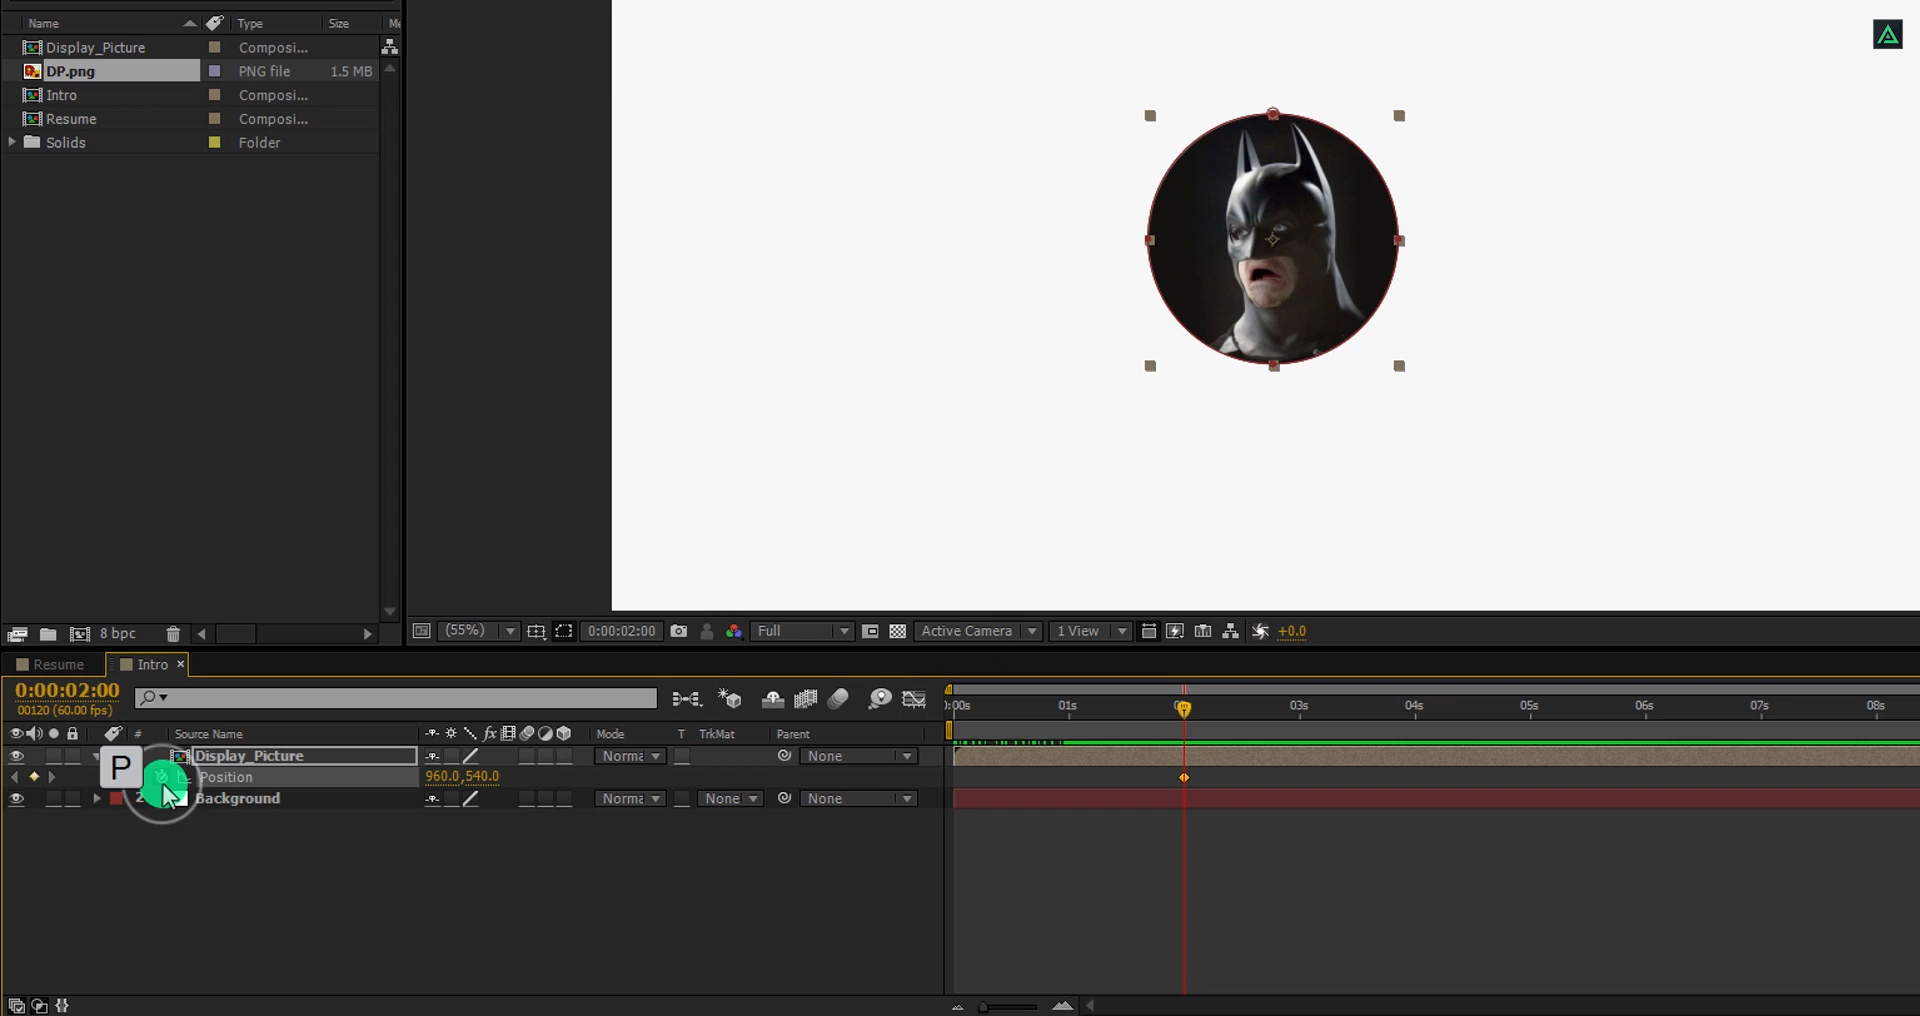 Name Type Size Me
Display_Picture Composi...
DP.png PNG file 1.5 MB
Intro Composi...
Resume Composi...
Solids Folder
8 bpc
(55%) 0:00:02:00 Full Active Camera 1 View +0.0
Resume Intro ×
0:00:02:00
00120 (60.00 fps)
:00s 01s 03s 04s 05s 06s 07s 08s
# Source Name fx Mode T TrkMat Parent
Display_Picture Norma None
P
Position 960.0,540.0
2 Background Norma None None